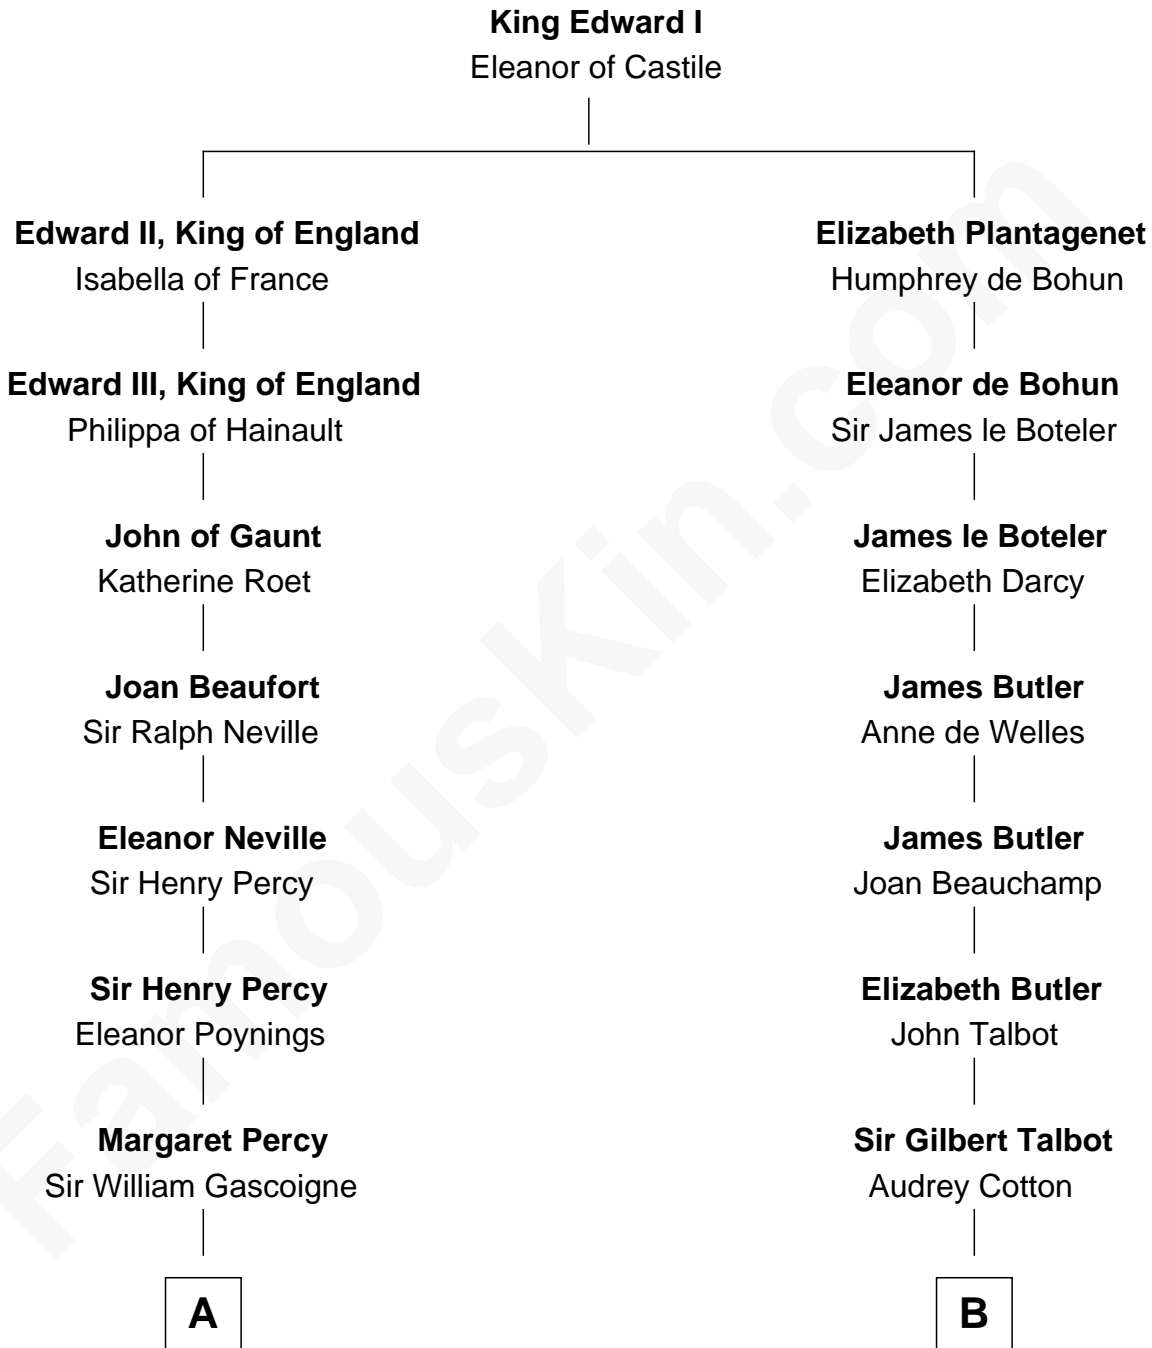 King Edward I
Eleanor of Castile
Edward II, King of England
Isabella of France
Edward III, King of England
Philippa of Hainault
John of Gaunt
Katherine Roet
Joan Beaufort
Sir Ralph Neville
Eleanor Neville
Sir Henry Percy
Sir Henry Percy
Eleanor Poynings
Margaret Percy
Sir William Gascoigne
A
Elizabeth Plantagenet
Humphrey de Bohun
Eleanor de Bohun
Sir James le Boteler
James le Boteler
Elizabeth Darcy
James Butler
Anne de Welles
James Butler
Joan Beauchamp
Elizabeth Butler
John Talbot
Sir Gilbert Talbot
Audrey Cotton
B
FamousKin.com